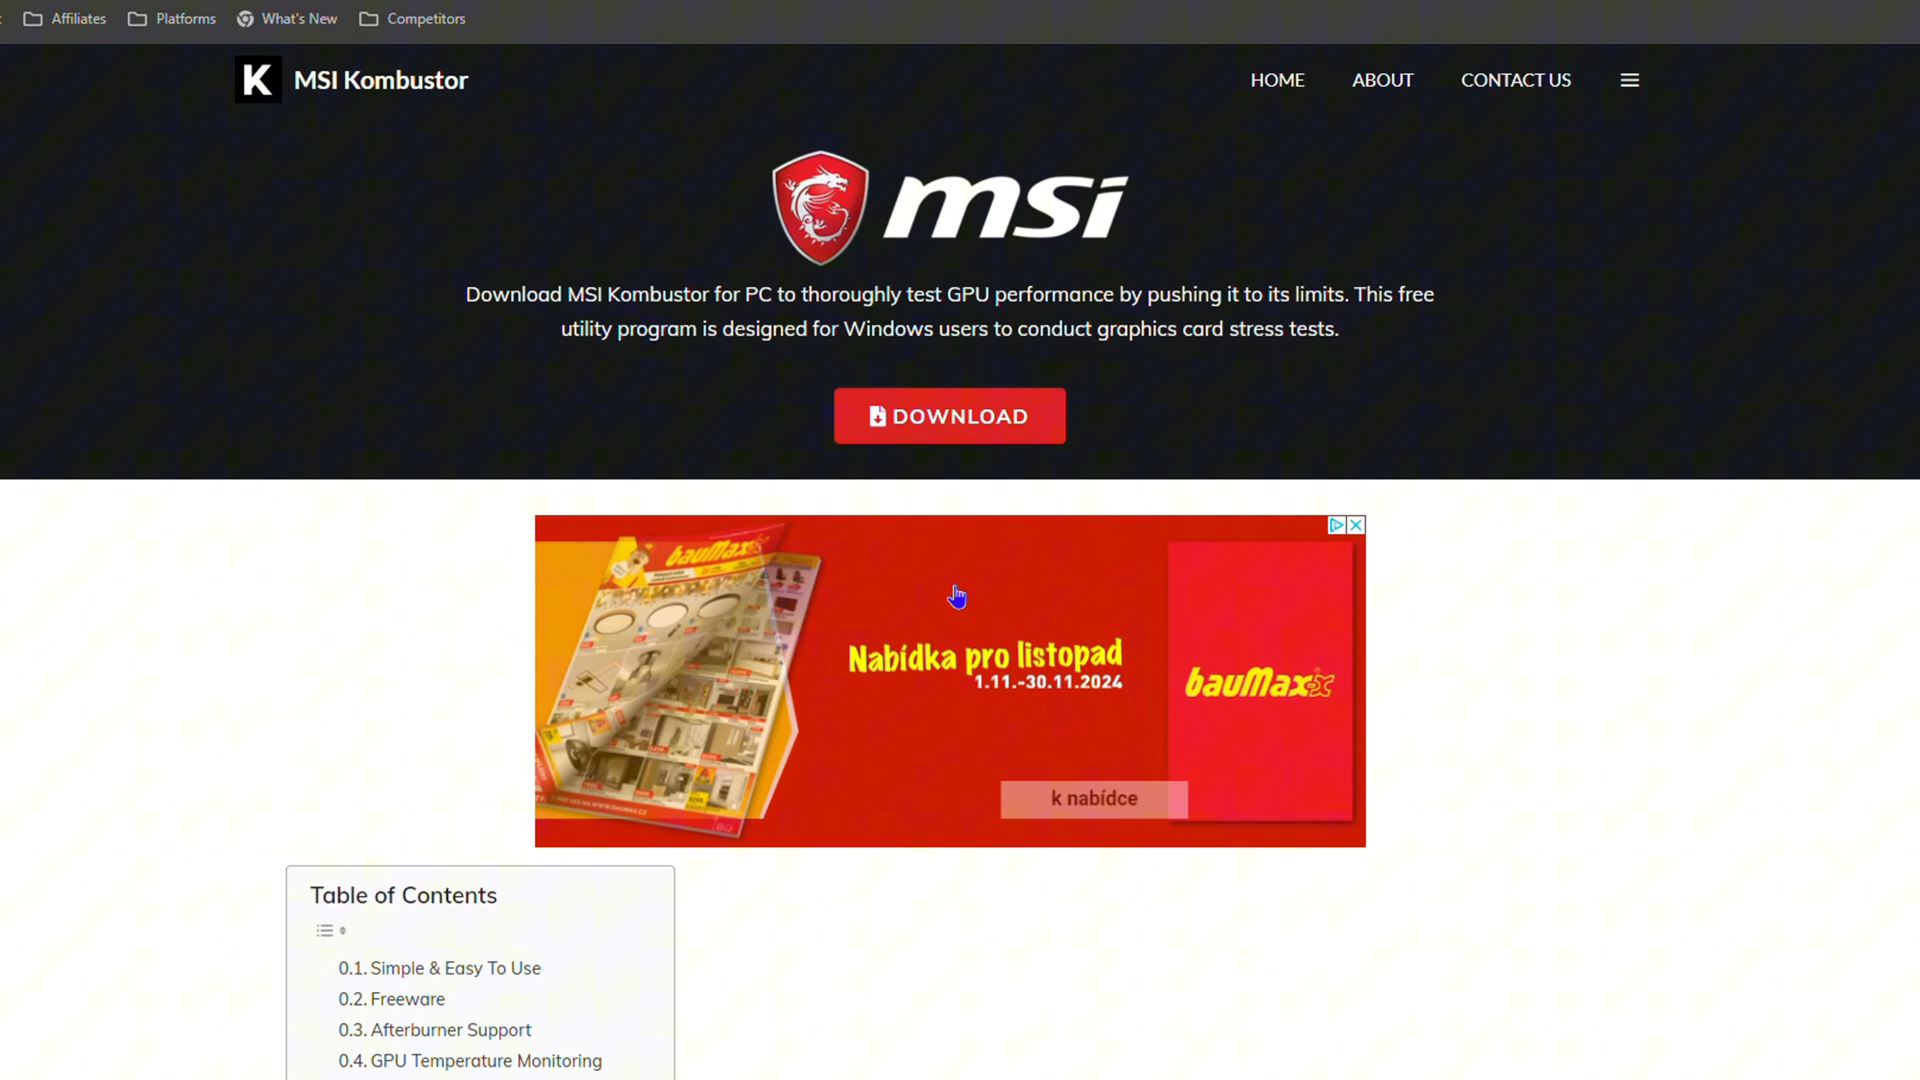 Affiliates Platforms What's New Competitors
K MSI Kombustor HOME ABOUT CONTACT US
msi
Download MSI Kombustor for PC to thoroughly test GPU performance by pushing it to its limits. This free
utility program is designed for Windows users to conduct graphics card stress tests.
DOWNLOAD
bauMax
Nabídka pro listopad
1.11.-30.11.2024
bauMax
k nabídce
Table of Contents
0.1. Simple & Easy To Use
0.2. Freeware
0.3. Afterburner Support
0.4. GPU Temperature Monitoring